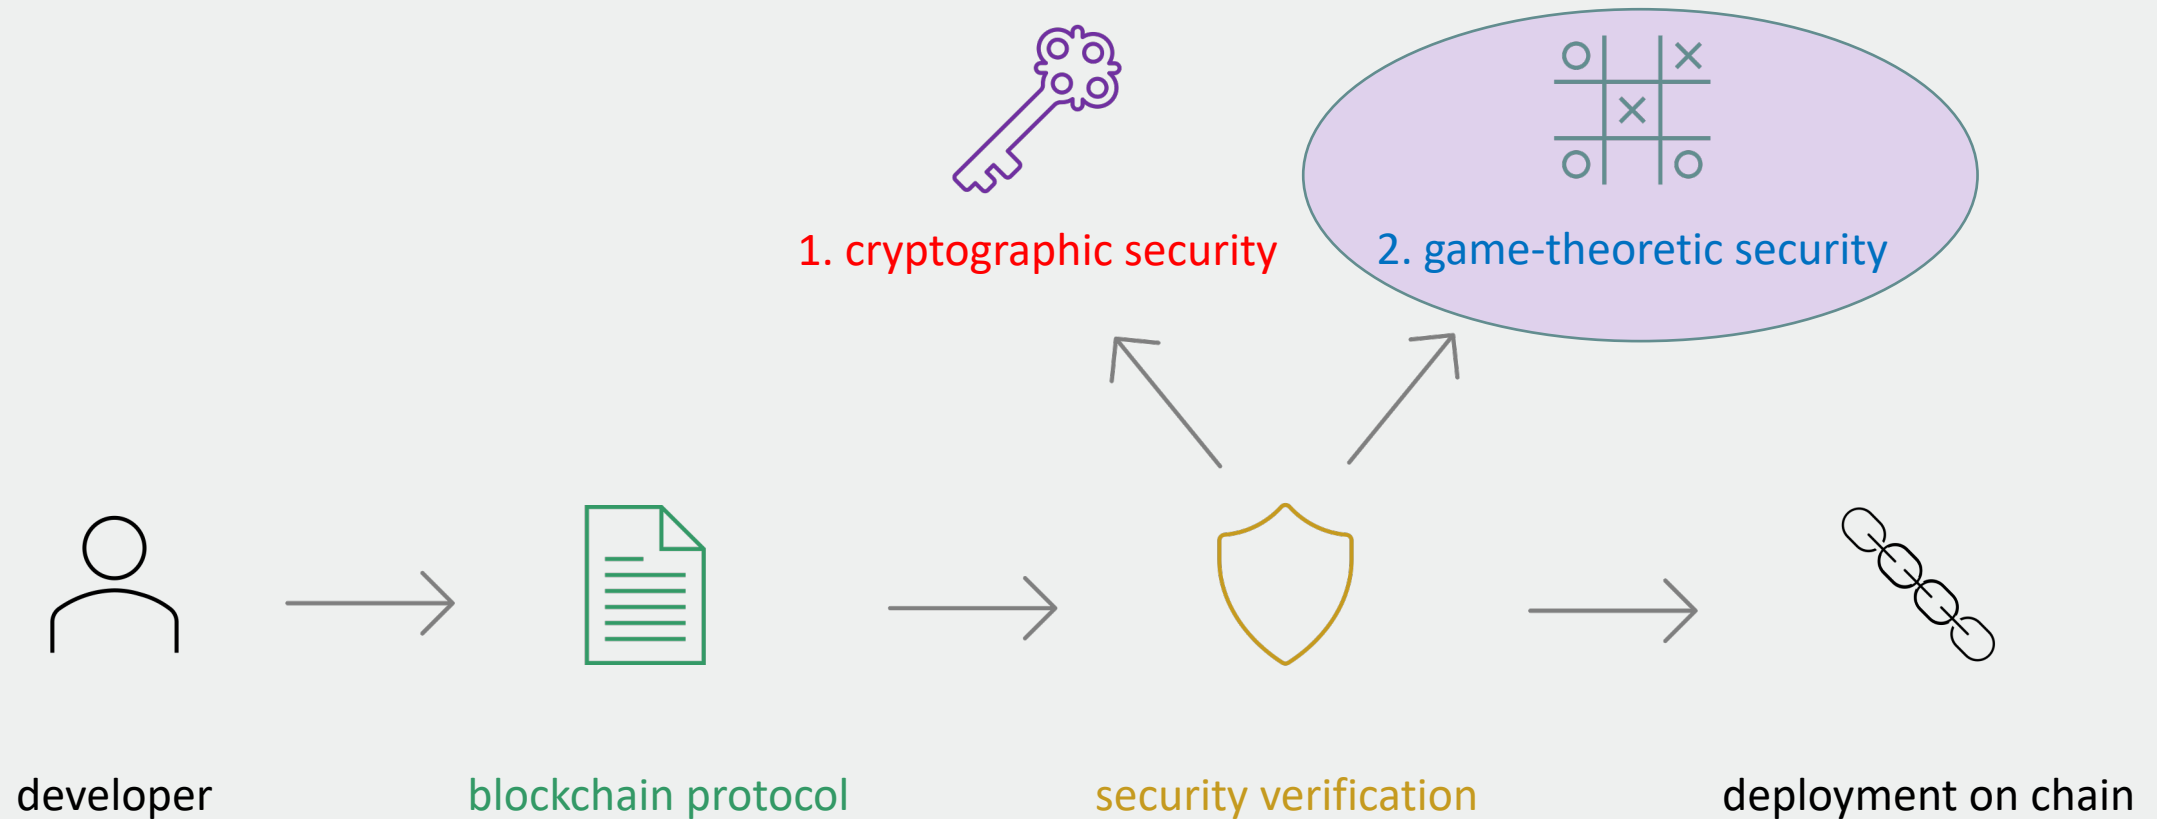 1. cryptographic security
2. game-theoretic security
developer
blockchain protocol
security verification
deployment on chain